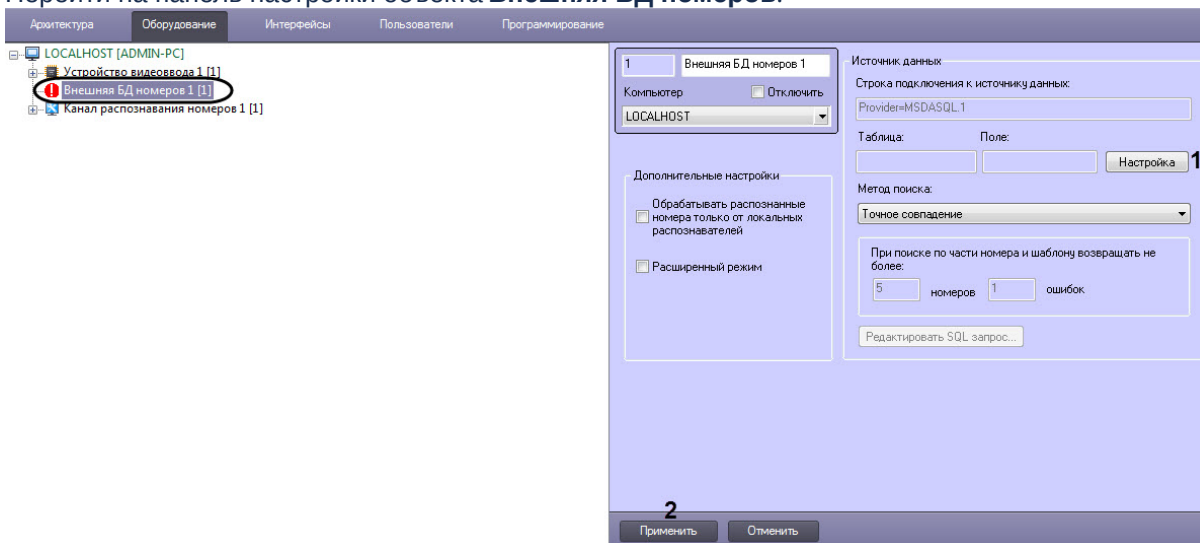 Перейти на панель настройки объекта Внешняя БД номеров.
Архитектура Оборудование Интерфейсы Пользователи Программирование
LOCALHOST [ADMIN-PC]
Устройство видеоввода 1 [1]
Внешняя БД номеров 1 [1]
Канал распознавания номеров 1 [1]
1 Внешняя БД номеров 1
Компьютер Отключить
LOCALHOST
Дополнительные настройки
Обрабатывать распознанные
номера только от локальных
распознавателей
Расширенный режим
Источник данных
Строка подключения к источнику данных:
Provider=MSDASQL.1
Таблица: Поле:
Настройка 1
Метод поиска:
Точное совпадение
При поиске по части номера и шаблону возвращать не
более:
5 номеров 1 ошибок
Редактировать SQL запрос...
2
Применить Отменить